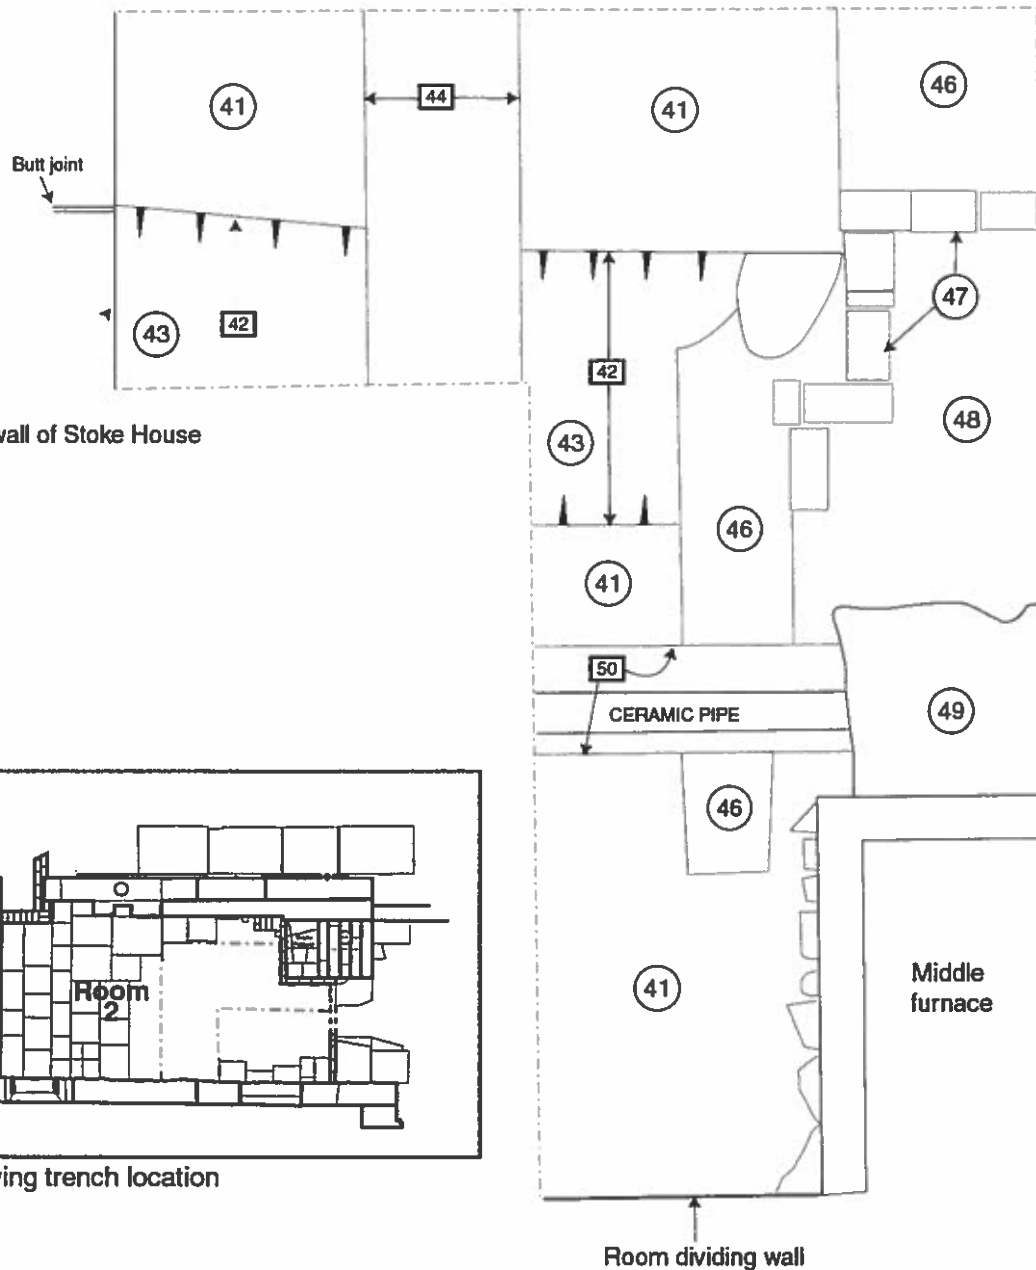 46
41
44
41
Butt joint
47
43
42
42
wall of Stoke House
43
48
46
41
50
CERAMIC PIPE
49
46
Room
2
41
Middle
furnace
ving trench location
Room dividing wall